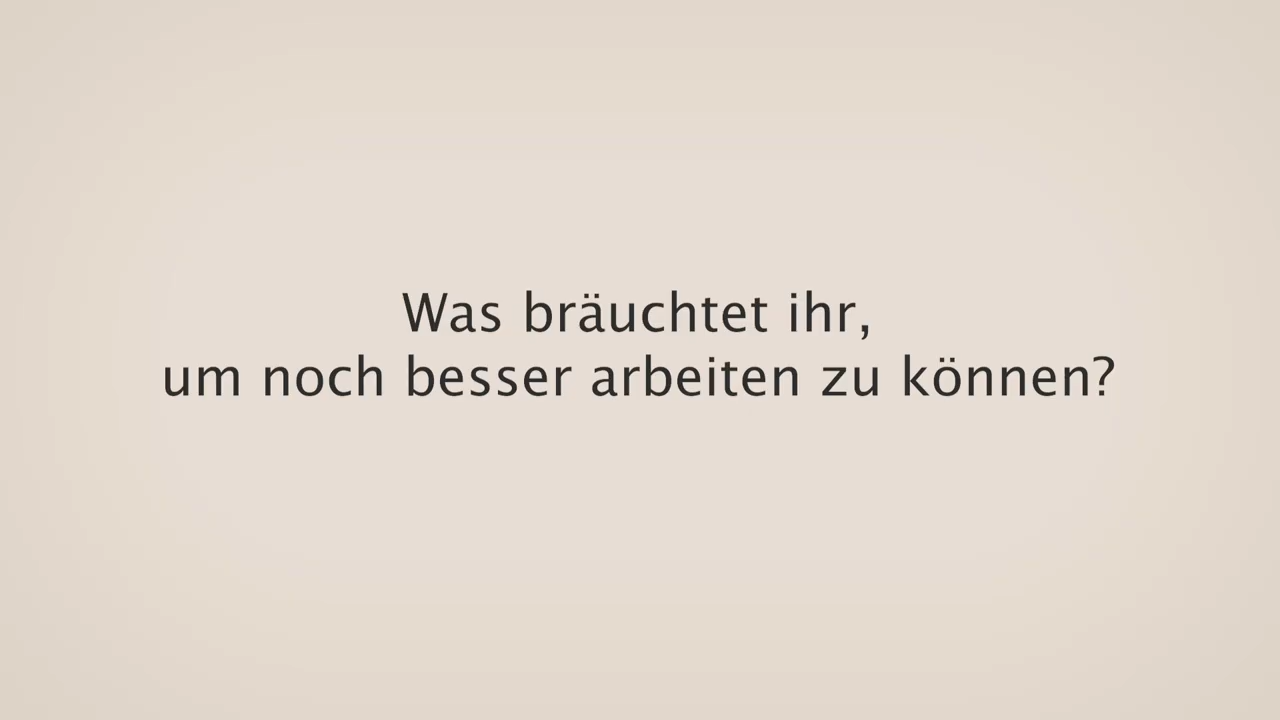 Was bräuchtet ihr,
um noch besser arbeiten zu können?